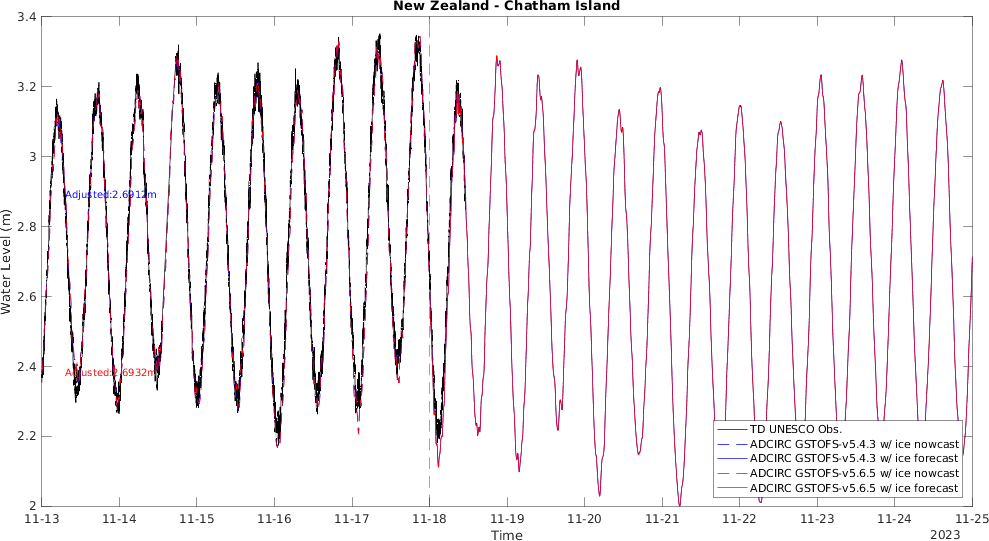 New Zealand - Chatham Island
3.4
3.2
3
2.8
2.6
2.4
2.2
2
Water Level (m)
Adjusted:2.6912m
Adjusted:2.6932m
TD UNESCO Obs.
ADCIRC GSTOFS-v5.4.3 w/ ice nowcast
ADCIRC GSTOFS-v5.4.3 w/ ice forecast
ADCIRC GSTOFS-v5.6.5 w/ ice nowcast
ADCIRC GSTOFS-v5.6.5 w/ ice forecast
11-13 11-14 11-15 11-16 11-17 11-18 11-19 11-20 11-21 11-22 11-23 11-24 11-25
Time
2023